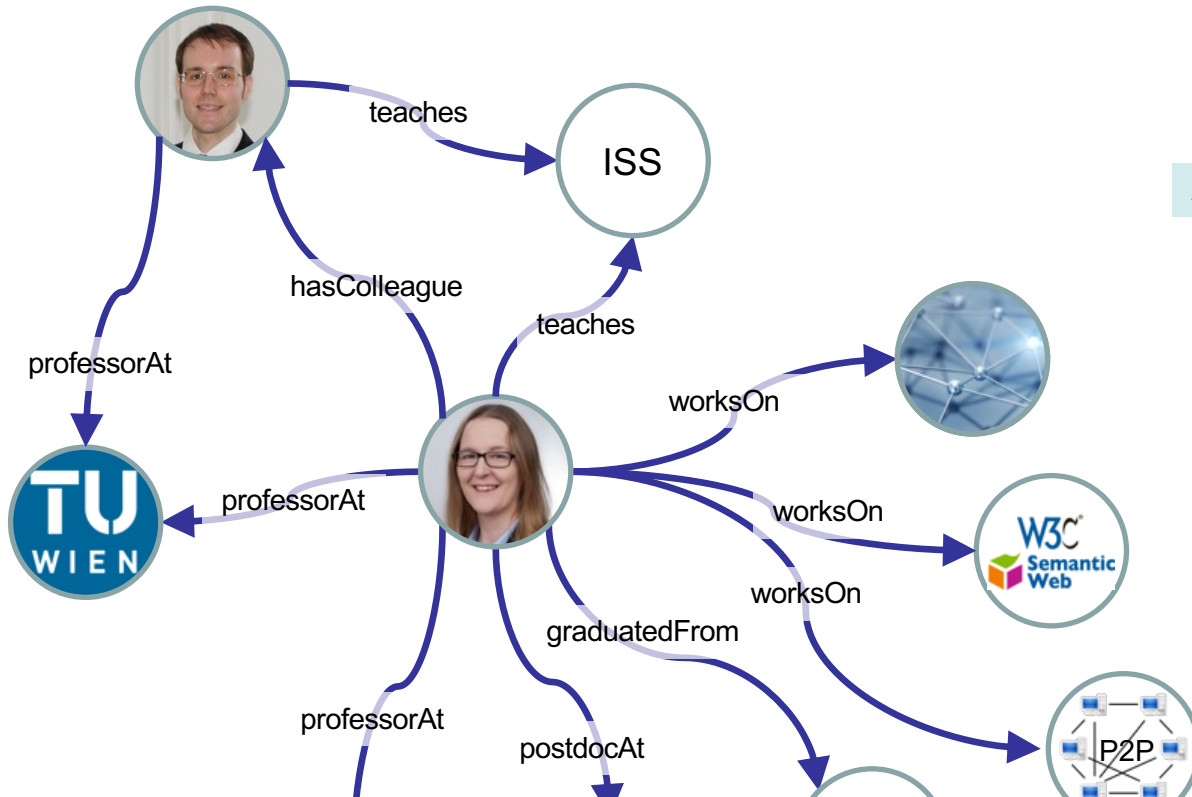 teaches
ISS
hasColleague
teaches
professorAt
worksOn
TU
WIEN
professorAt
worksOn
W3C
Semantic
Web
worksOn
graduatedFrom
professorAt
postdocAt
P2P